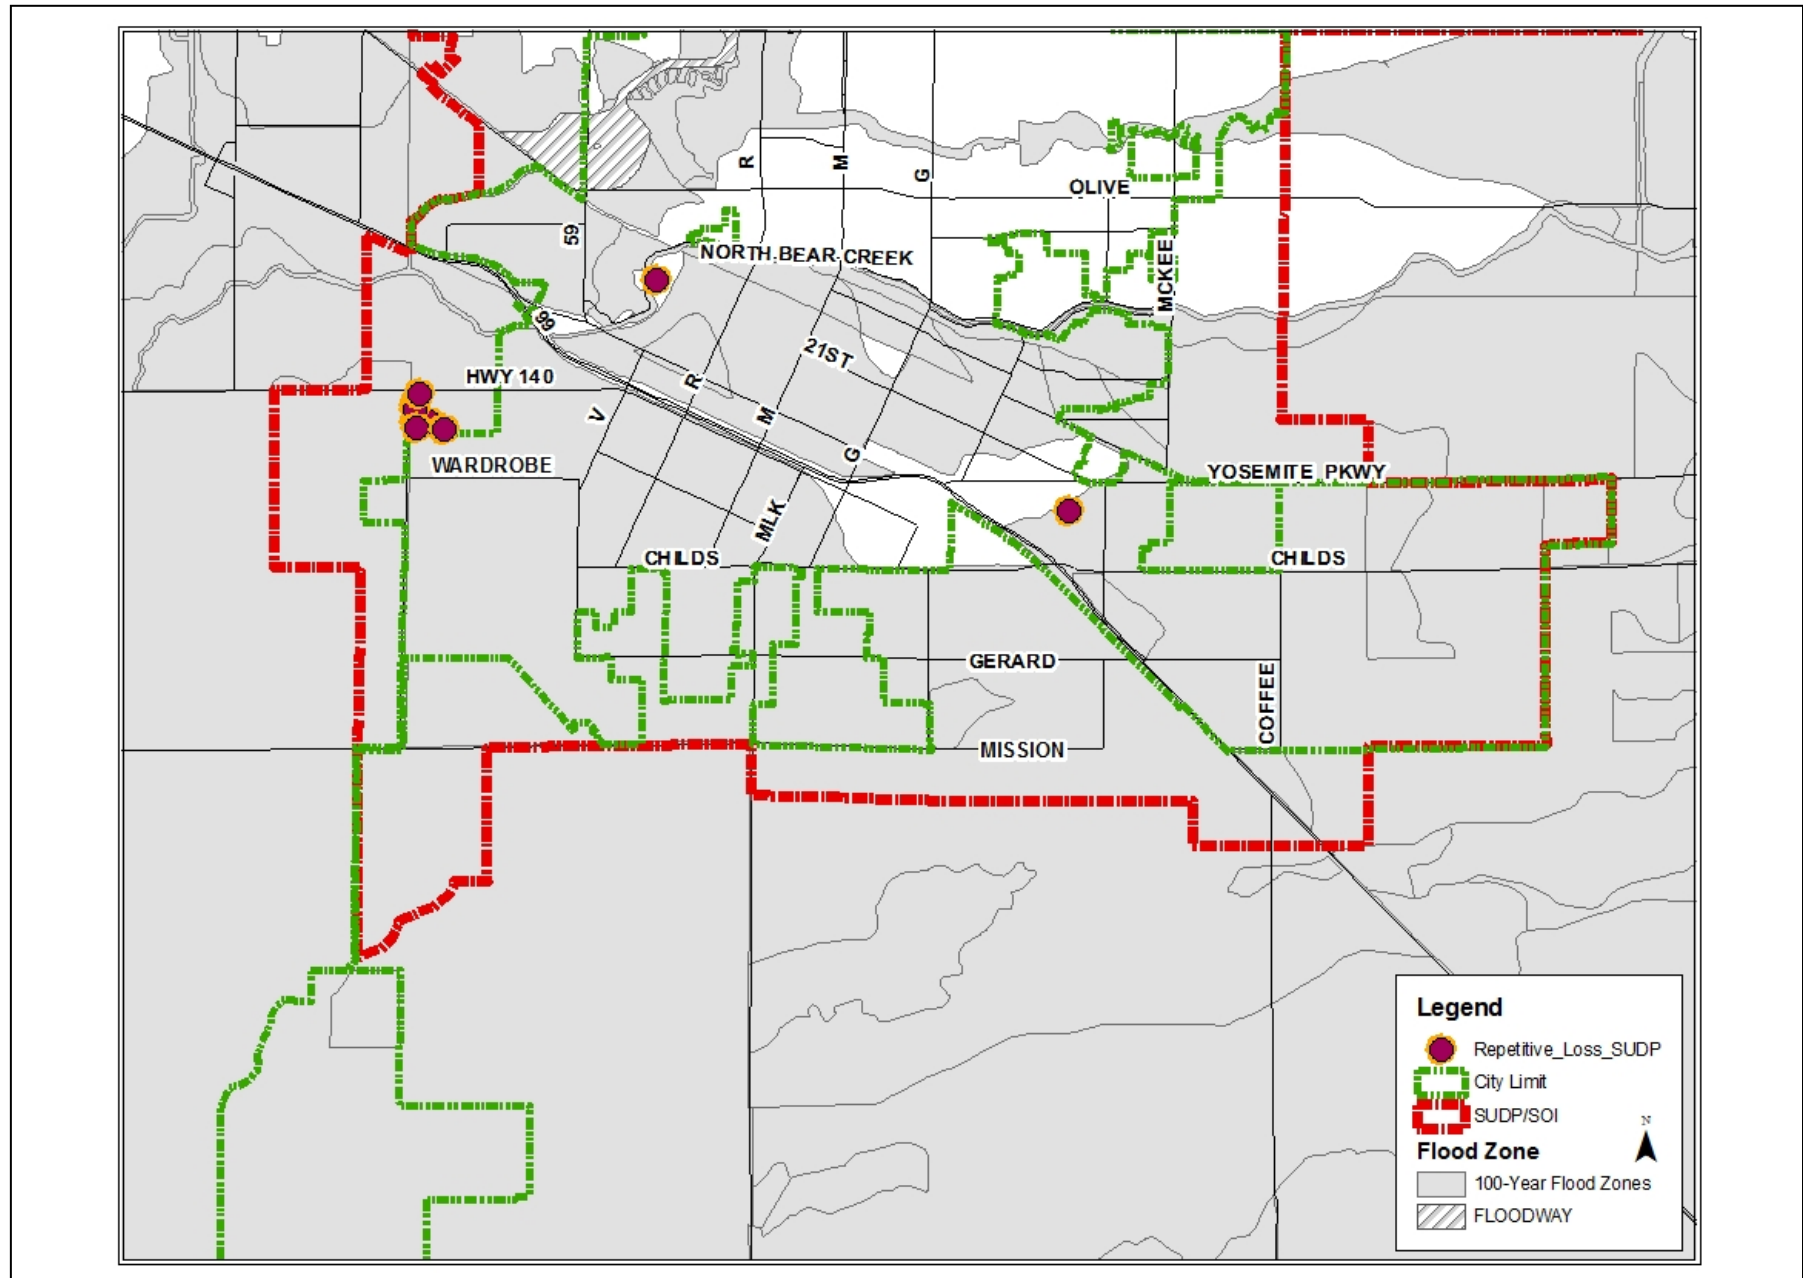 R
M
G
OLIVE
59
NORTH BEAR CREEK
MCKEE
99
21ST
HWY 140
R
V
M
G
WARDROBE
YOSEMITE PKWY
MLK
CHILDS
CHILDS
GERARD
COFFEE
MISSION
Legend
Repetitive_Loss_SUDP
City Limit
SUDP/SOI
N
Flood Zone
100-Year Flood Zones
FLOODWAY